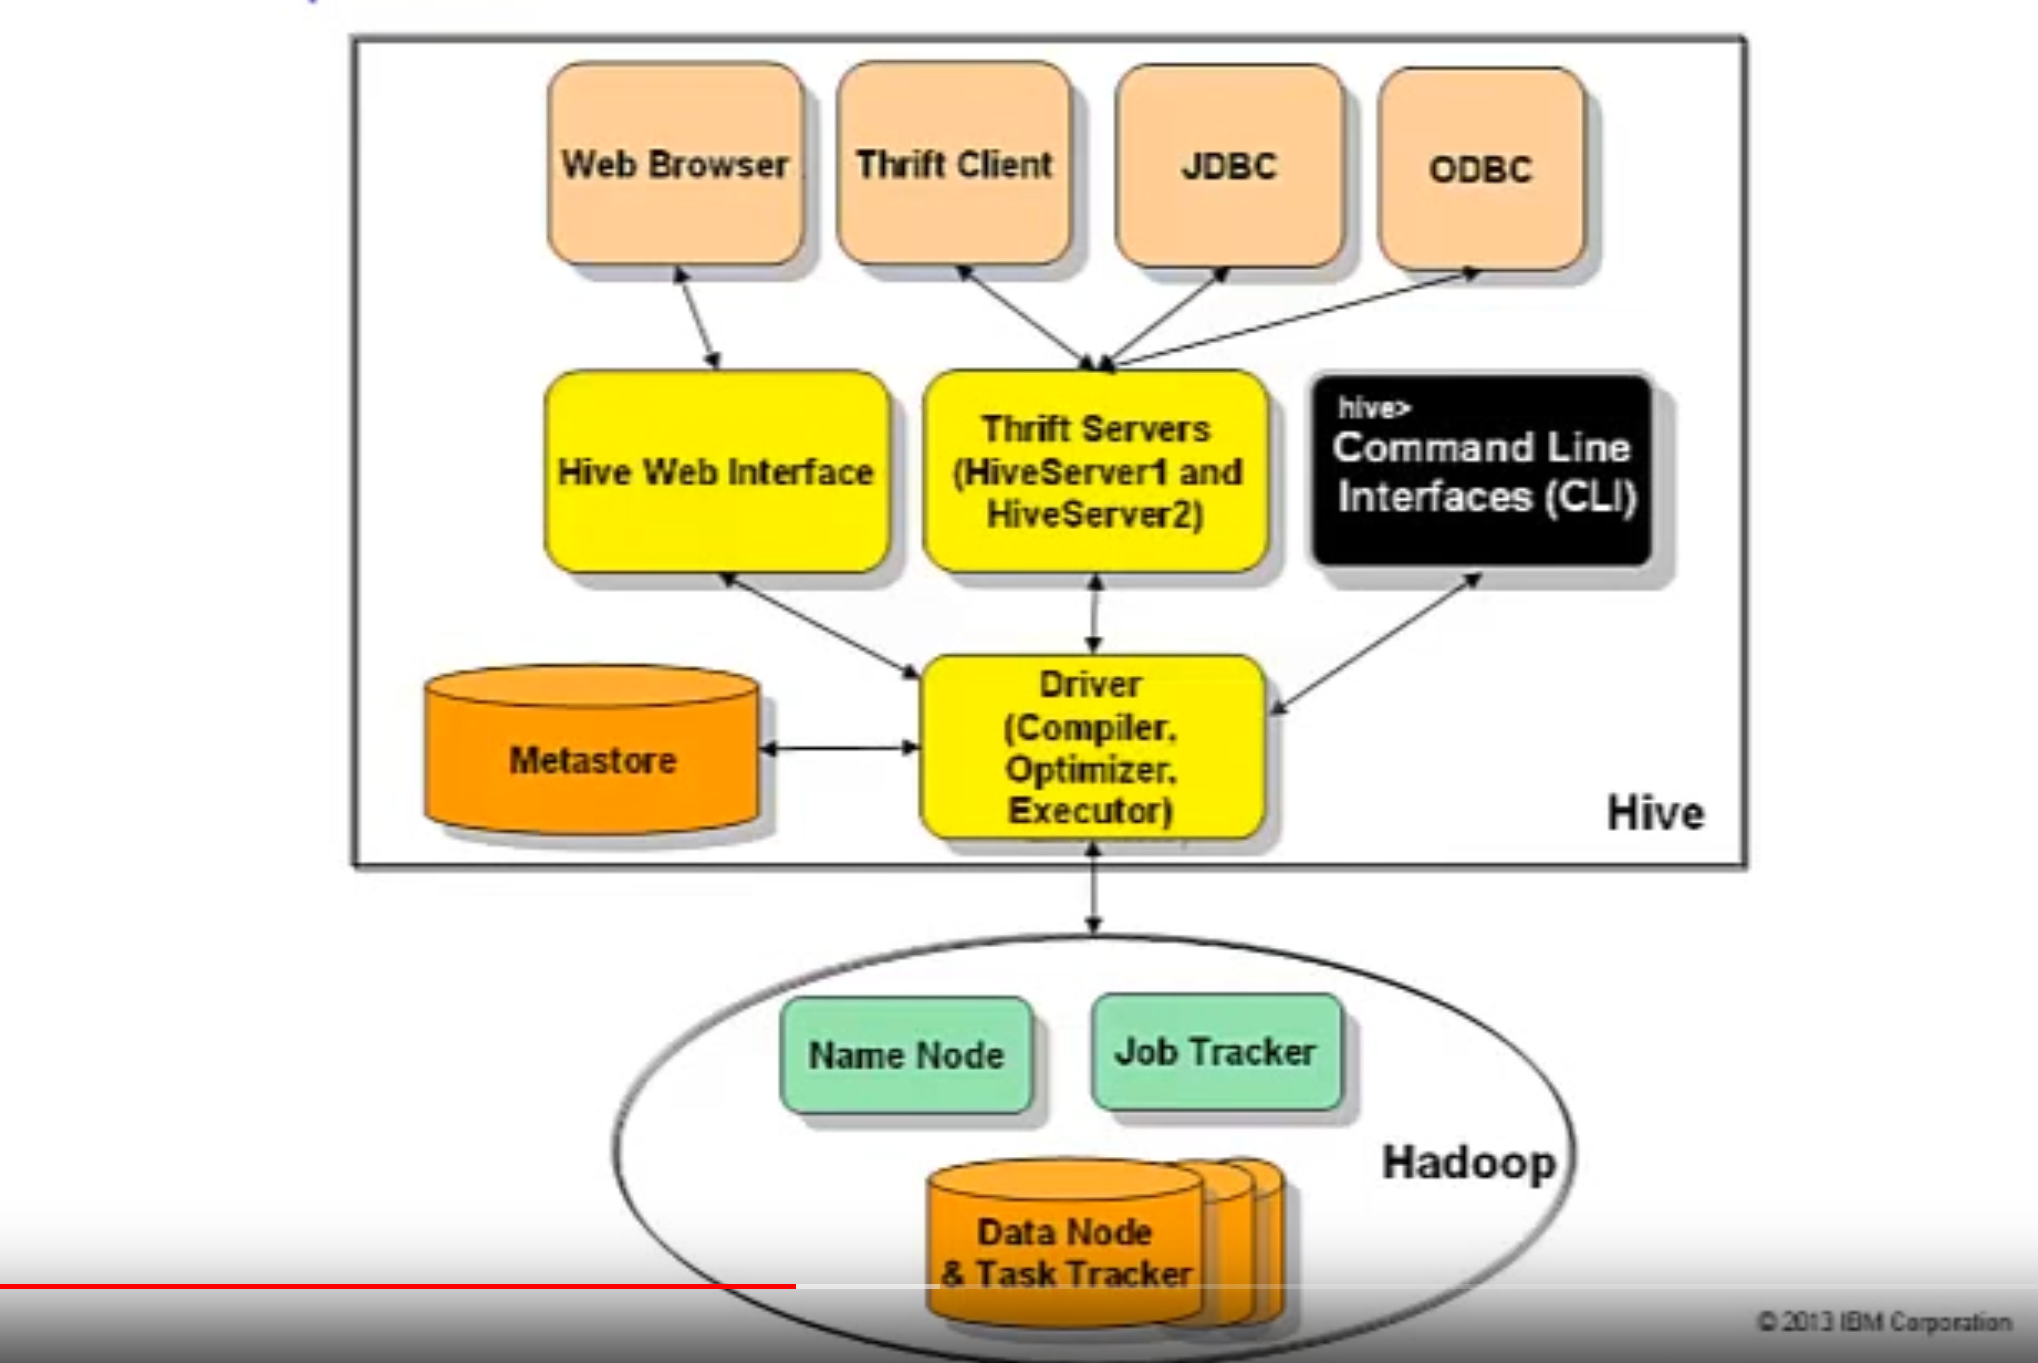 Web Browser
Thrift Client
JDBC
ODBC
Hive Web Interface
Thrift Servers
(HiveServer1 and
HiveServer2)
hive>
Command Line
Interfaces (CLI)
Metastore
Driver
(Compiler,
Optimizer,
Executor)
Hive
Name Node
Job Tracker
Hadoop
Data Node
& Task Tracker
© 2013 IBM Corporation